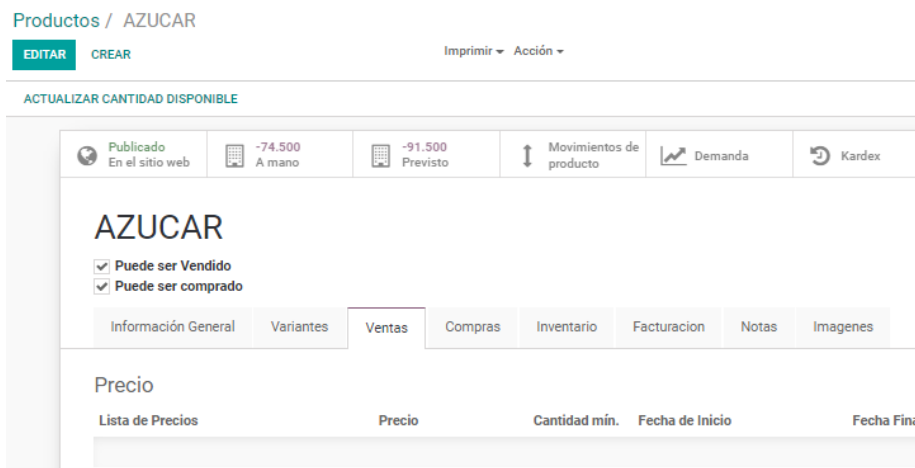 Productos / AZUCAR
EDITAR CREAR Imprimir Acción
ACTUALIZAR CANTIDAD DISPONIBLE
Publicado
En el sitio web
-74.500
A mano
-91.500
Previsto
Movimientos de
producto
Demanda
Kardex
AZUCAR
Puede ser Vendido
Puede ser comprado
Información General Variantes Ventas Compras Inventario Facturacion Notas Imagenes
Precio
Lista de Precios Precio Cantidad mín. Fecha de Inicio Fecha Fina